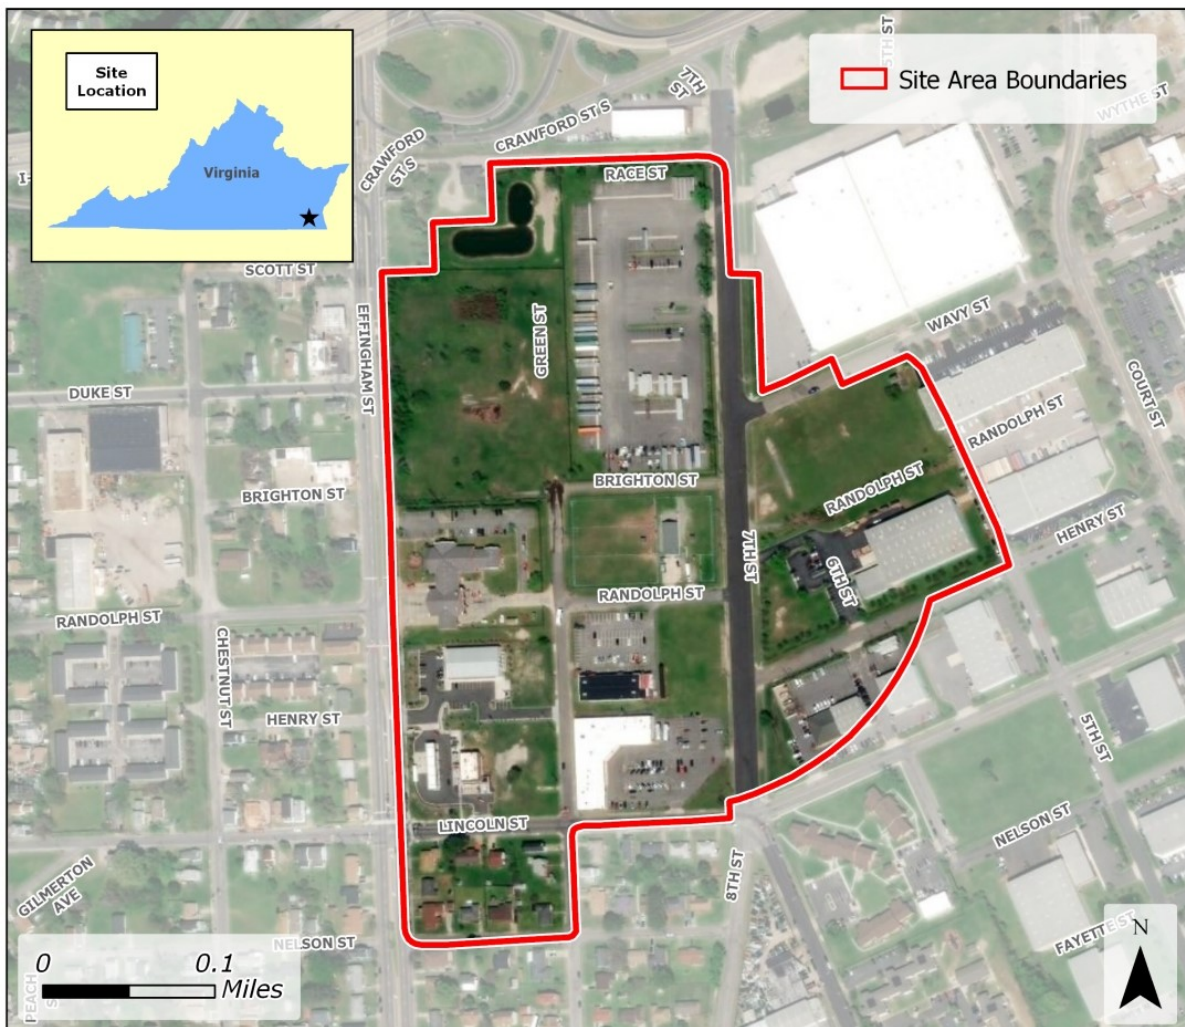 Site
Location
Virginia
Site Area Boundaries
5TH ST
7TH
ST
WYTHE ST
CRAWFORD ST S
CRAWFORD
ST S
RACE ST
SCOTT ST
EFFINGHAM ST
GREEN ST
WAVY ST
DUKE ST
COURT ST
RANDOLPH ST
BRIGHTON ST
BRIGHTON ST
RANDOLPH ST
HENRY ST
7TH ST
6TH ST
RANDOLPH ST
RANDOLPH ST
CHESTNUT ST
HENRY ST
5TH ST
LINCOLN ST
NELSON ST
8TH ST
GILMERTON
AVE
NELSON ST
FAYETTE ST
PEACH
0
0.1
Miles
N